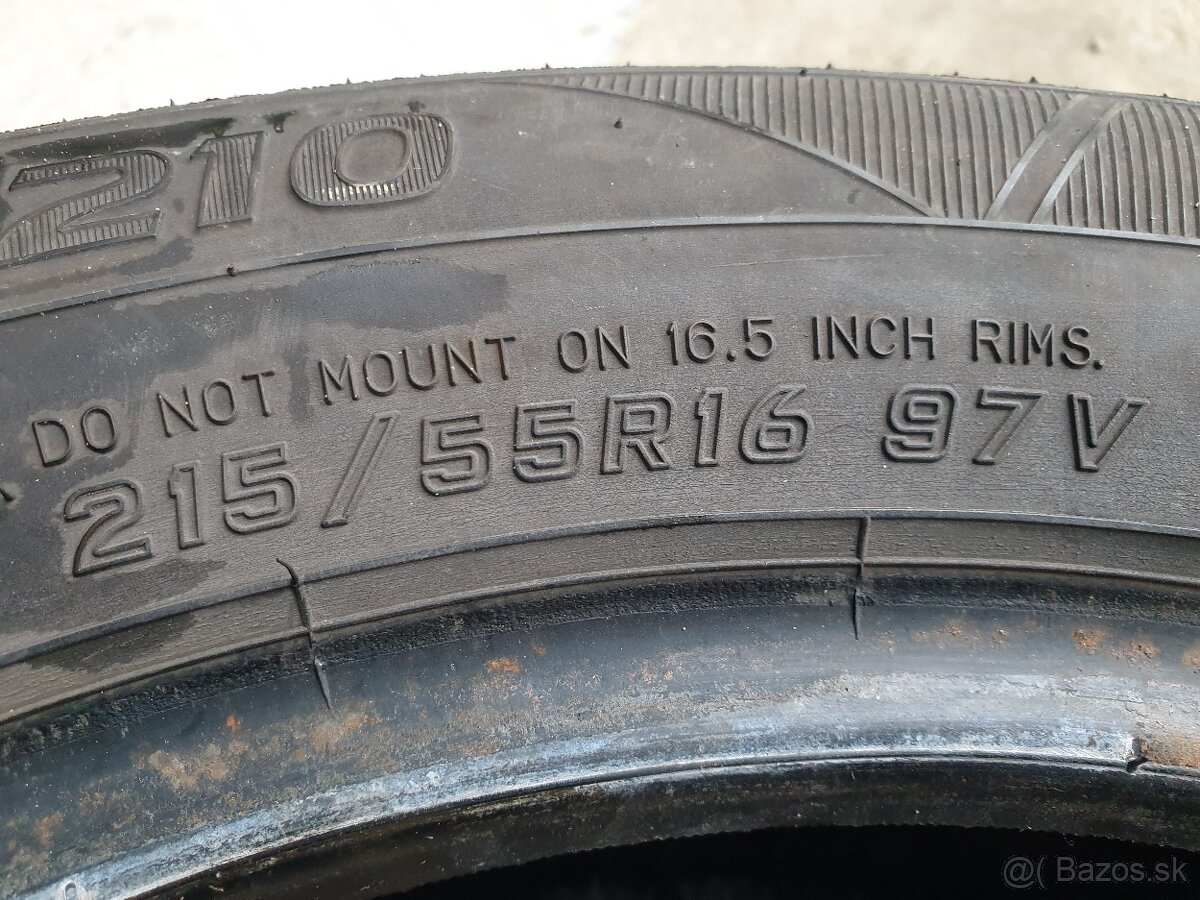 210
DO NOT MOUNT ON 16.5 INCH RIMS.
215/55R16 97V
@( Bazos.sk